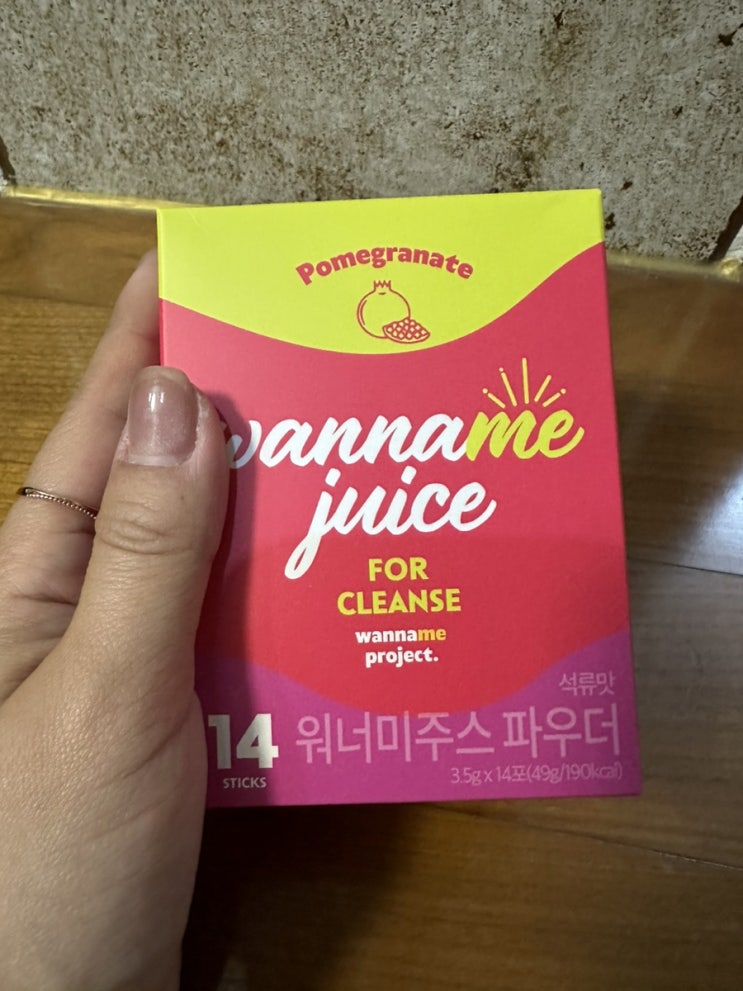 Pomegranate
wanname
juice
FOR
CLEANSE
wanname
project.
석류맛
14
STICKS
워너미주스 파우더
3.5g x 14포(49g/190kcal)